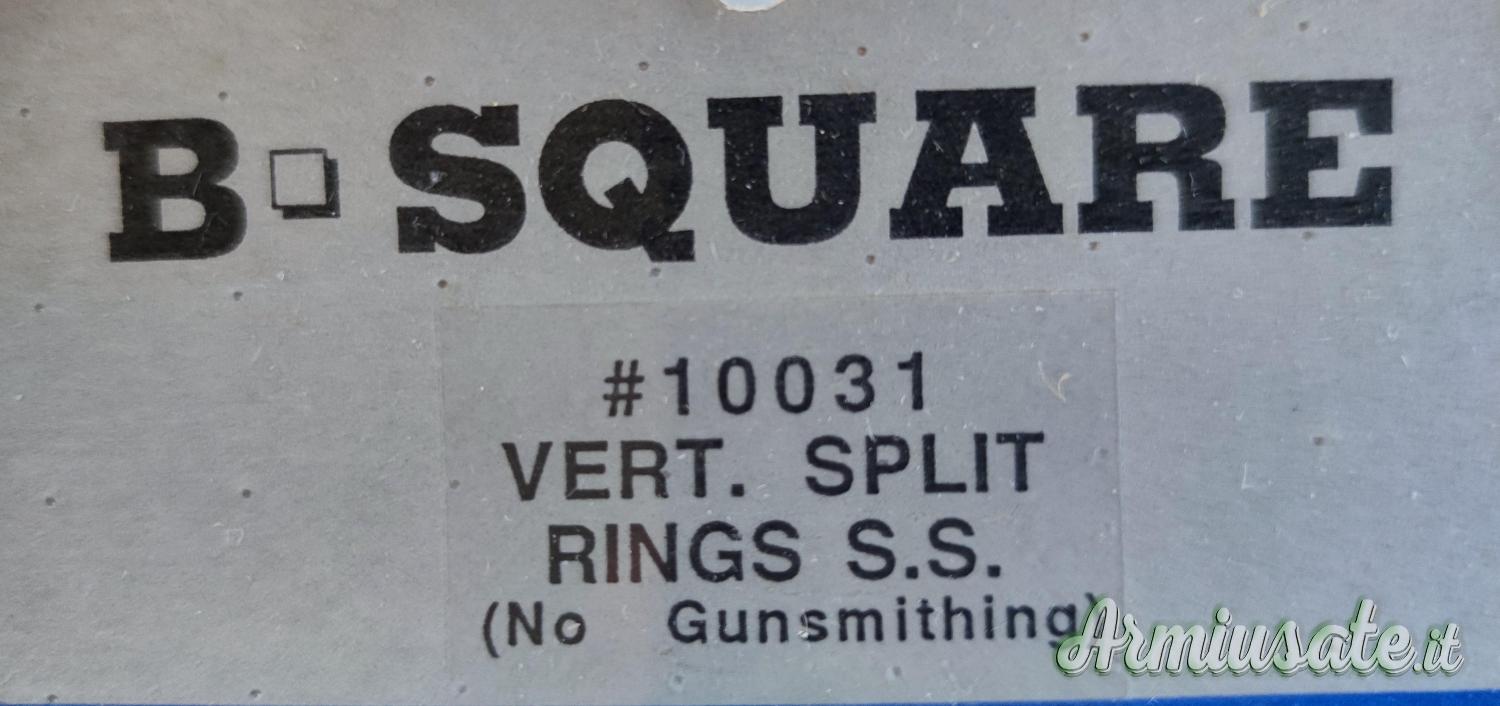 B▫SQUARE
#10031
VERT. SPLIT
RINGS S.S.
(No Gunsmithing)
Armiusate.it